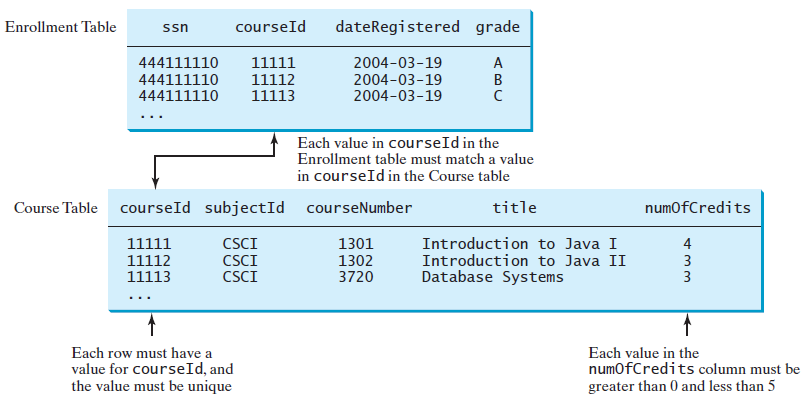 Enrollment Table ssn courseId dateRegistered grade
444111110 11111 2004-03-19 A
444111110 11112 2004-03-19 B
444111110 11113 2004-03-19 C
...
Each value in courseId in the
Enrollment table must match a value
in courseId in the Course table
Course Table courseId subjectId courseNumber title numOfCredits
11111 CSCI 1301 Introduction to Java I 4
11112 CSCI 1302 Introduction to Java II 3
11113 CSCI 3720 Database Systems 3
...
Each row must have a
value for courseId, and
the value must be unique
Each value in the
numOfCredits column must be
greater than 0 and less than 5